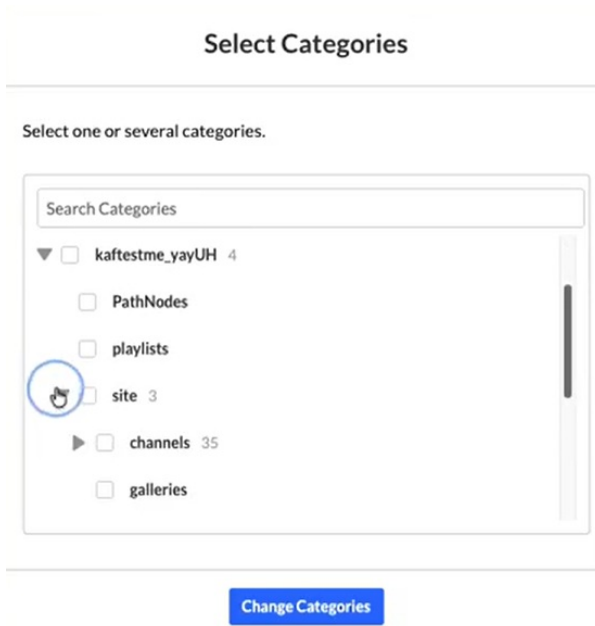 Select Categories
Select one or several categories.
Search Categories
kaftestme_yayUH 4
PathNodes
playlists
site 3
channels 35
galleries
Change Categories